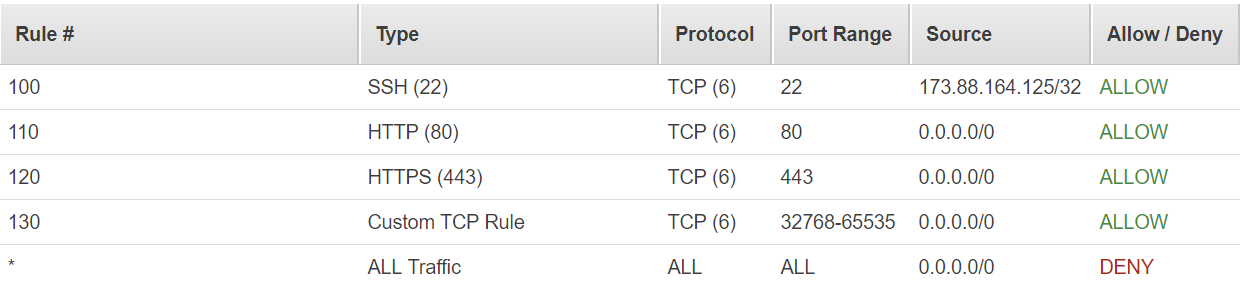 Rule # Type Protocol Port Range Source Allow / Deny
100 SSH (22) TCP (6) 22 173.88.164.125/32 ALLOW
110 HTTP (80) TCP (6) 80 0.0.0.0/0 ALLOW
120 HTTPS (443) TCP (6) 443 0.0.0.0/0 ALLOW
130 Custom TCP Rule TCP (6) 32768-65535 0.0.0.0/0 ALLOW
* ALL Traffic ALL ALL 0.0.0.0/0 DENY